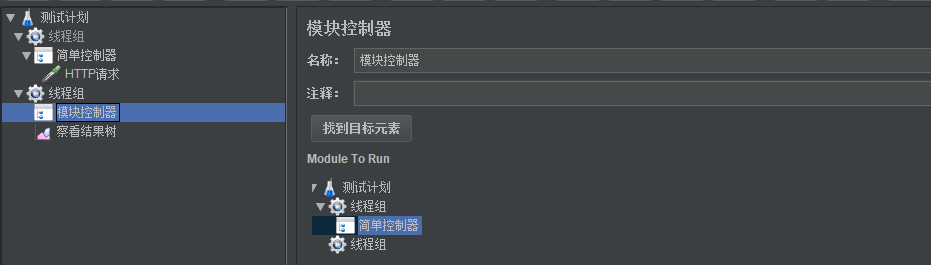 测试计划
线程组
简单控制器
HTTP请求
线程组
模块控制器
察看结果树
模块控制器
名称： 模块控制器
注释：
找到目标元素
Module To Run
测试计划
线程组
简单控制器
线程组